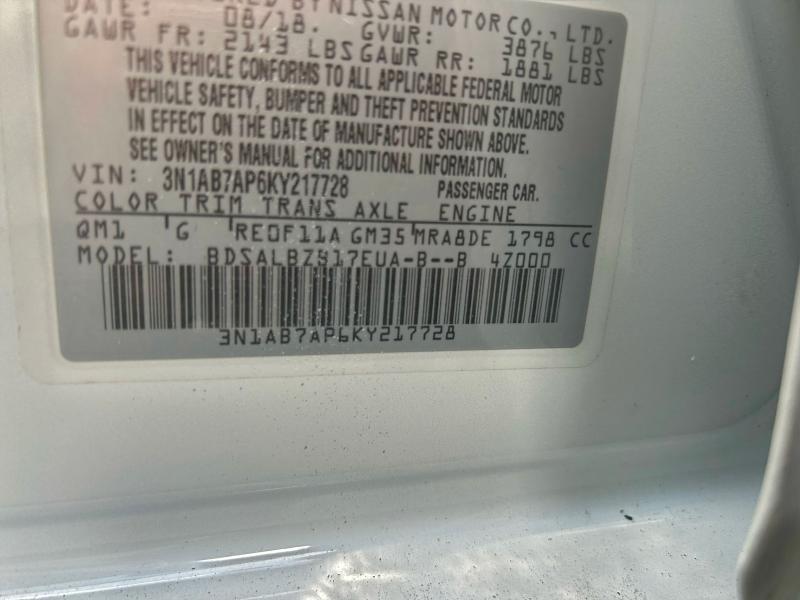 BY NISSAN MOTOR CO., LTD.
DATE: 08/18. GVWR: 3876 LBS
GAWR FR: 2143 LBS GAWR RR: 1881 LBS
THIS VEHICLE CONFORMS TO ALL APPLICABLE FEDERAL MOTOR
VEHICLE SAFETY, BUMPER AND THEFT PREVENTION STANDARDS
IN EFFECT ON THE DATE OF MANUFACTURE SHOWN ABOVE.
SEE OWNER'S MANUAL FOR ADDITIONAL INFORMATION.
VIN: 3N1AB7AP6KY217728 PASSENGER CAR.
COLOR TRIM TRANS AXLE ENGINE
QM1 G RE0F11A GM35 MRA8DE 1798 CC
MODEL: 4Z000
3N1AB7AP6KY217728